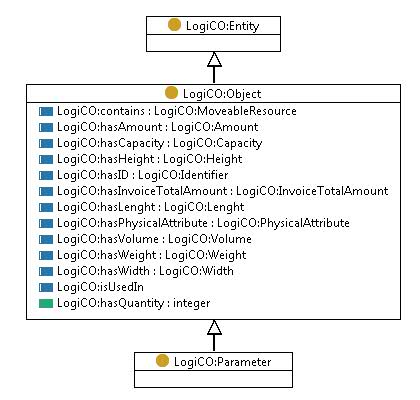 LogiCO:Entity
LogiCO:Object
LogiCO:contains : LogiCO:MoveableResource
LogiCO:hasAmount : LogiCO:Amount
LogiCO:hasCapacity : LogiCO:Capacity
LogiCO:hasHeight : LogiCO:Height
LogiCO:hasID : LogiCO:Identifier
LogiCO:hasInvoiceTotalAmount : LogiCO:InvoiceTotalAmount
LogiCO:hasLenght : LogiCO:Lenght
LogiCO:hasPhysicalAttribute : LogiCO:PhysicalAttribute
LogiCO:hasVolume : LogiCO:Volume
LogiCO:hasWeight : LogiCO:Weight
LogiCO:hasWidth : LogiCO:Width
LogiCO:isUsedIn
LogiCO:hasQuantity : integer
LogiCO:Parameter